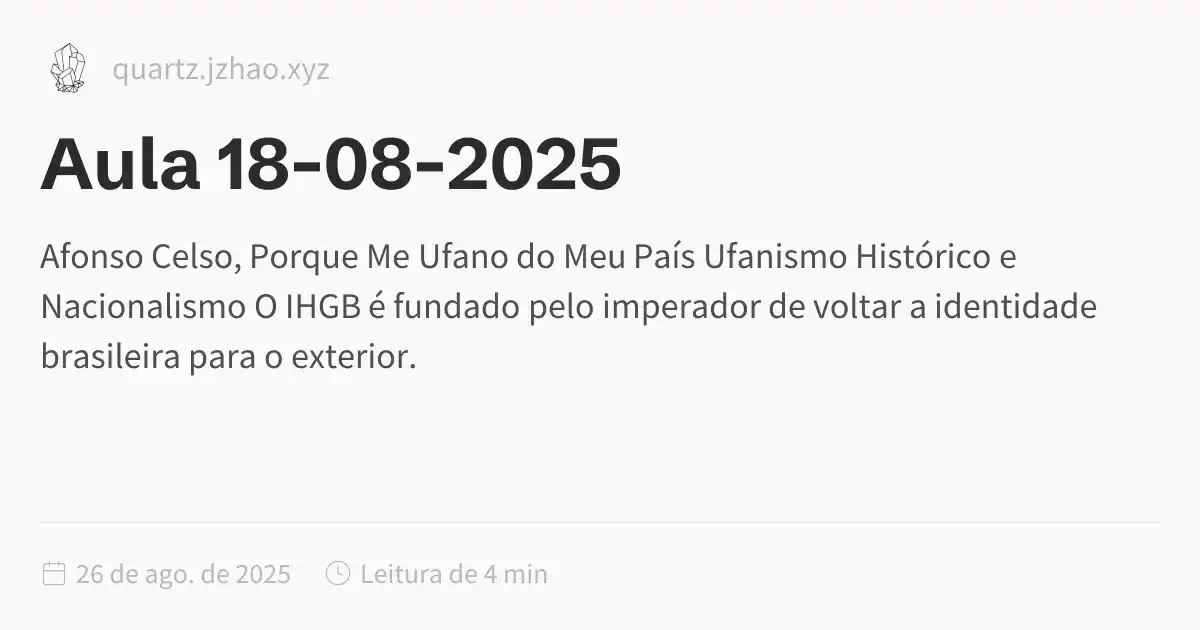 quartz.jzhao.xyz
Aula 18-08-2025
Afonso Celso, Porque Me Ufano do Meu País Ufanismo Histórico e
Nacionalismo O IHGB é fundado pelo imperador de voltar a identidade
brasileira para o exterior.
26 de ago. de 2025
Leitura de 4 min